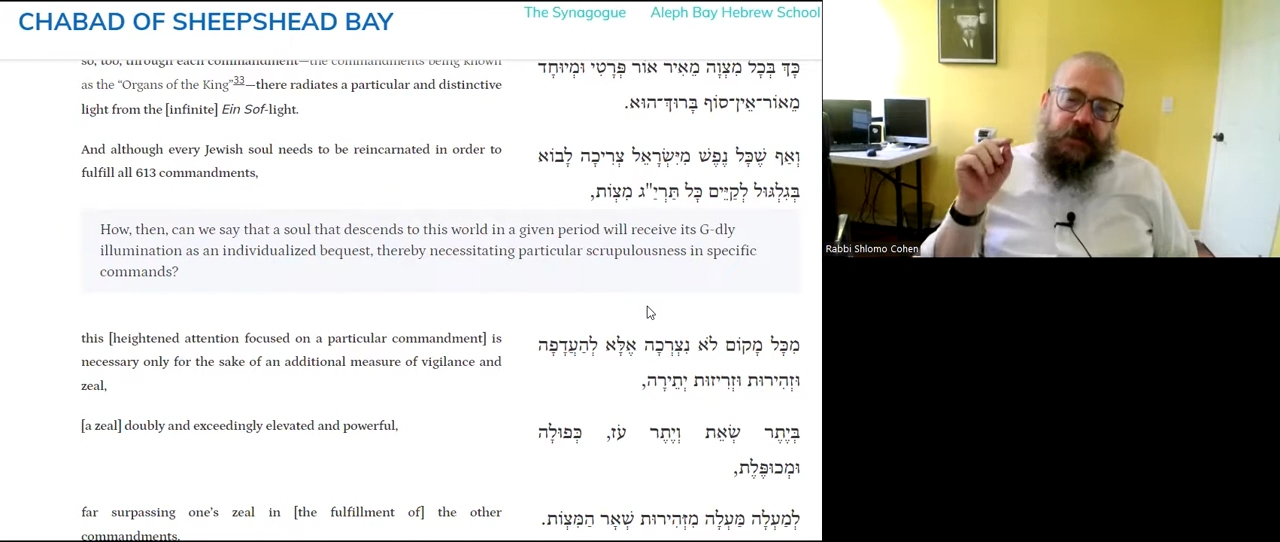 CHABAD OF SHEEPSHEAD BAY
The Synagogue Aleph Bay Hebrew School
so, too, through each commandment—the commandments being known
as the “Organs of the King”33—there radiates a particular and distinctive
light from the [infinite] Ein Sof-light.
כָּךְ בְּכָל מִצְוָה מֵאִיר אוֹר פְּרָטִי וּמְיוּחָד
מֵאוֹר־אֵין־סוֹף בָּרוּךְ־הוּא.
And although every Jewish soul needs to be reincarnated in order to
fulfill all 613 commandments,
וְאַף שֶׁכָּל נֶפֶשׁ מִיִּשְׂרָאֵל צְרִיכָה לָבוֹא
בְּגִלְגּוּל לְקַיֵּים כָּל תַּרְיַ"ג מִצְוֹת,
How, then, can we say that a soul that descends to this world in a given period will receive its G-dly
illumination as an individualized bequest, thereby necessitating particular scrupulousness in specific
commands?
this [heightened attention focused on a particular commandment] is
necessary only for the sake of an additional measure of vigilance and
zeal,
מִכָּל מָקוֹם לֹא נִצְרְכָה אֶלָּא לְהַעֲדָפָה
וּזְהִירוּת וּזְרִיזוּת יְתֵירָה,
[a zeal] doubly and exceedingly elevated and powerful,
בְּיֶתֶר שְׂאֵת וְיֶתֶר עֹז, כְּפוּלָה
וּמְכוּפֶּלֶת,
far surpassing one’s zeal in [the fulfillment of] the other
commandments.
לְמַעְלָה מַעְלָה מִזְּהִירוּת שְׁאָר הַמִּצְוֹת.
Rabbi Shlomo Cohen